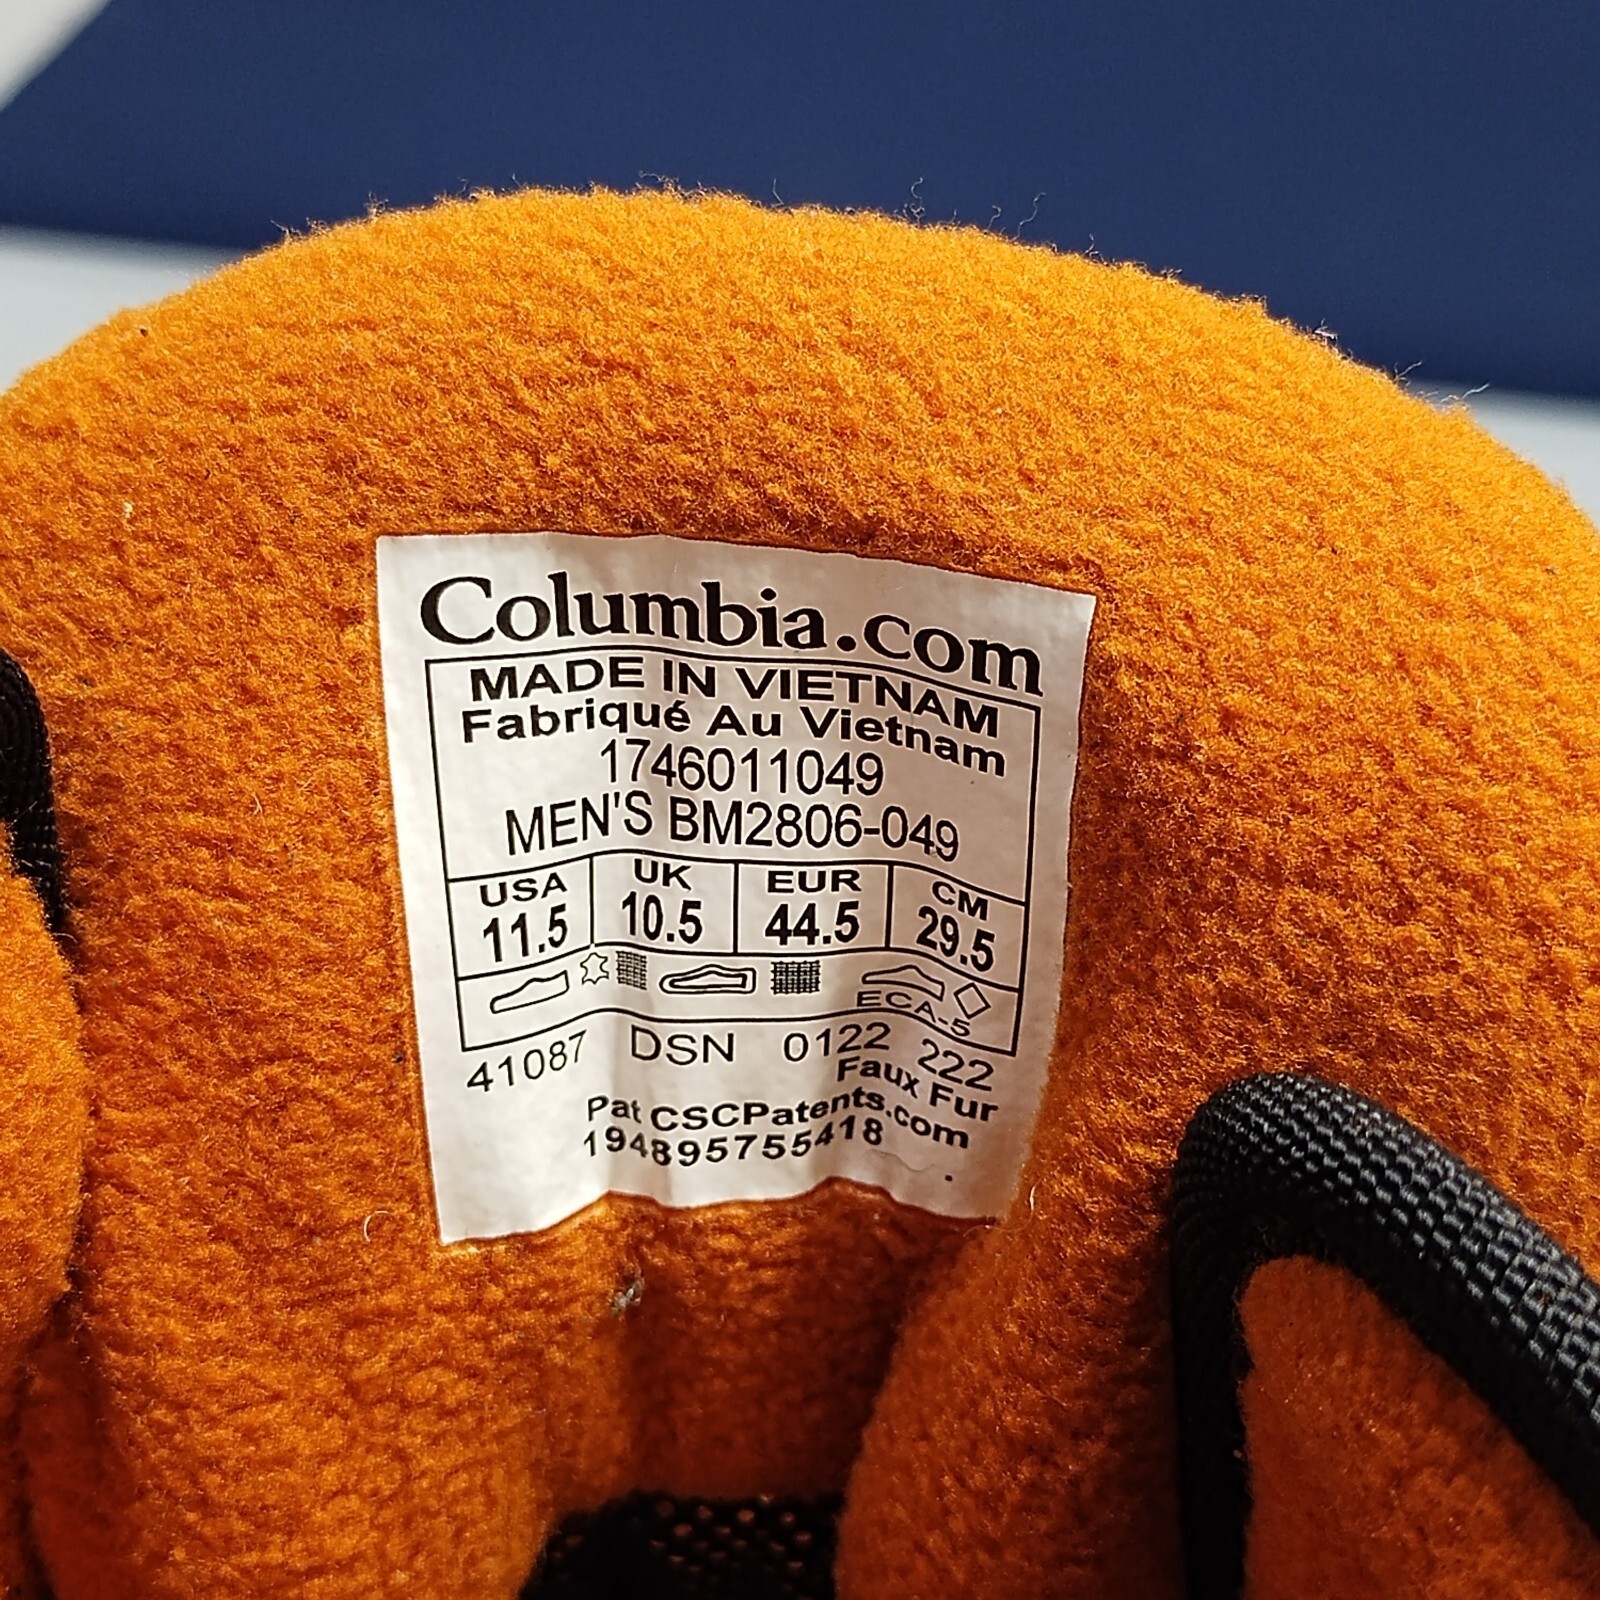 Columbia.com
MADE IN VIETNAM
Fabriqué Au Vietnam
1746011049
MEN'S BM2806-049
USA UK EUR CM
11.5 10.5 44.5 29.5
ECA-5
41087 DSN 0122 222
Faux Fur
Pat CSCPatents.com
194895755418